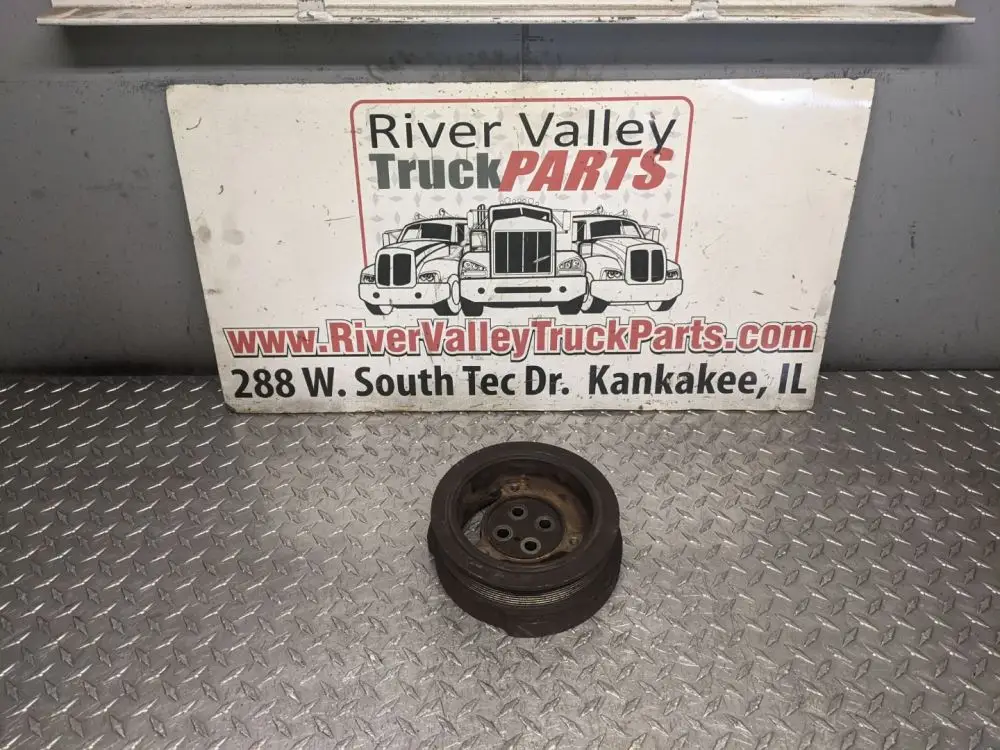 River Valley
TruckPARTS
www.RiverValleyTruckParts.com
288 W. South Tec Dr. Kankakee, IL